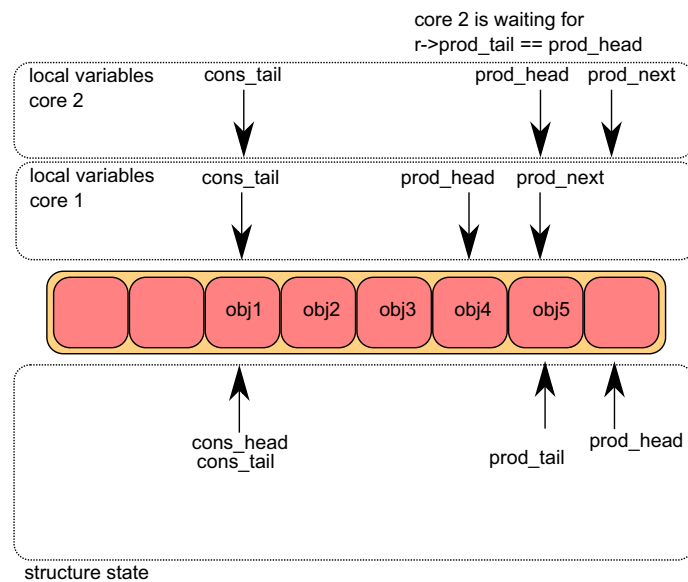 core 2 is waiting for
r->prod_tail == prod_head
local variables
core 2
cons_tail
prod_head
prod_next
local variables
core 1
cons_tail
prod_head
prod_next
obj1
obj2
obj3
obj4
obj5
cons_head
cons_tail
prod_tail
prod_head
structure state